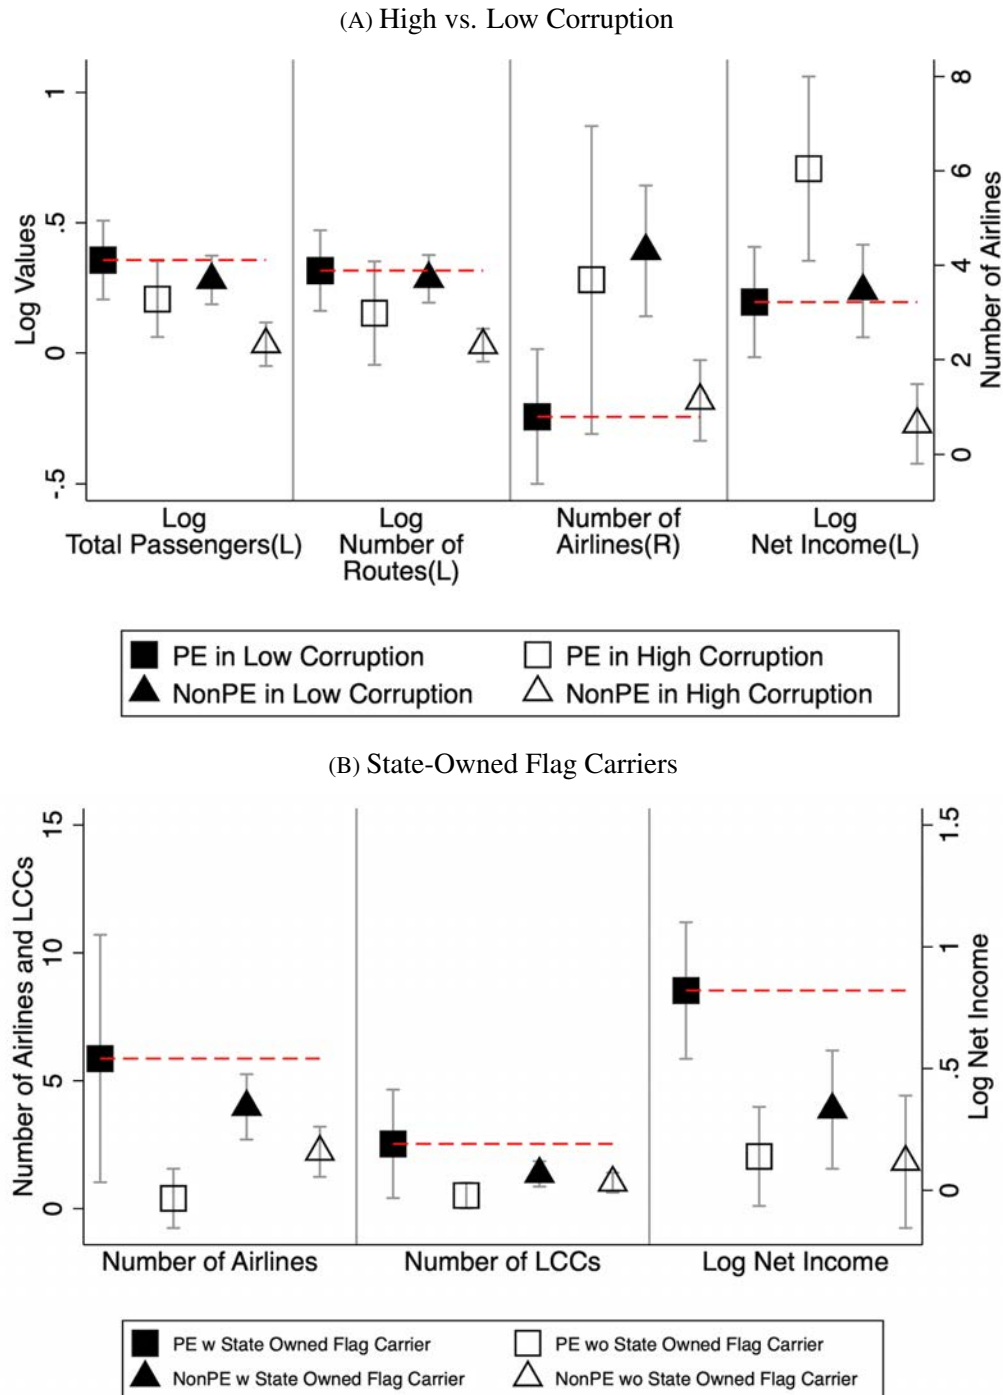 (A) High vs. Low Corruption
Log Values
1
.5
0
-.5
Number of Airlines
8
6
4
2
0
Log
Total Passengers(L)
Log
Number of
Routes(L)
Number of
Airlines(R)
Log
Net Income(L)
PE in Low Corruption
PE in High Corruption
NonPE in Low Corruption
NonPE in High Corruption
(B) State-Owned Flag Carriers
Number of Airlines and LCCs
15
10
5
0
Log Net Income
1.5
1
.5
0
Number of Airlines
Number of LCCs
Log Net Income
PE w State Owned Flag Carrier
PE wo State Owned Flag Carrier
NonPE w State Owned Flag Carrier
NonPE wo State Owned Flag Carrier